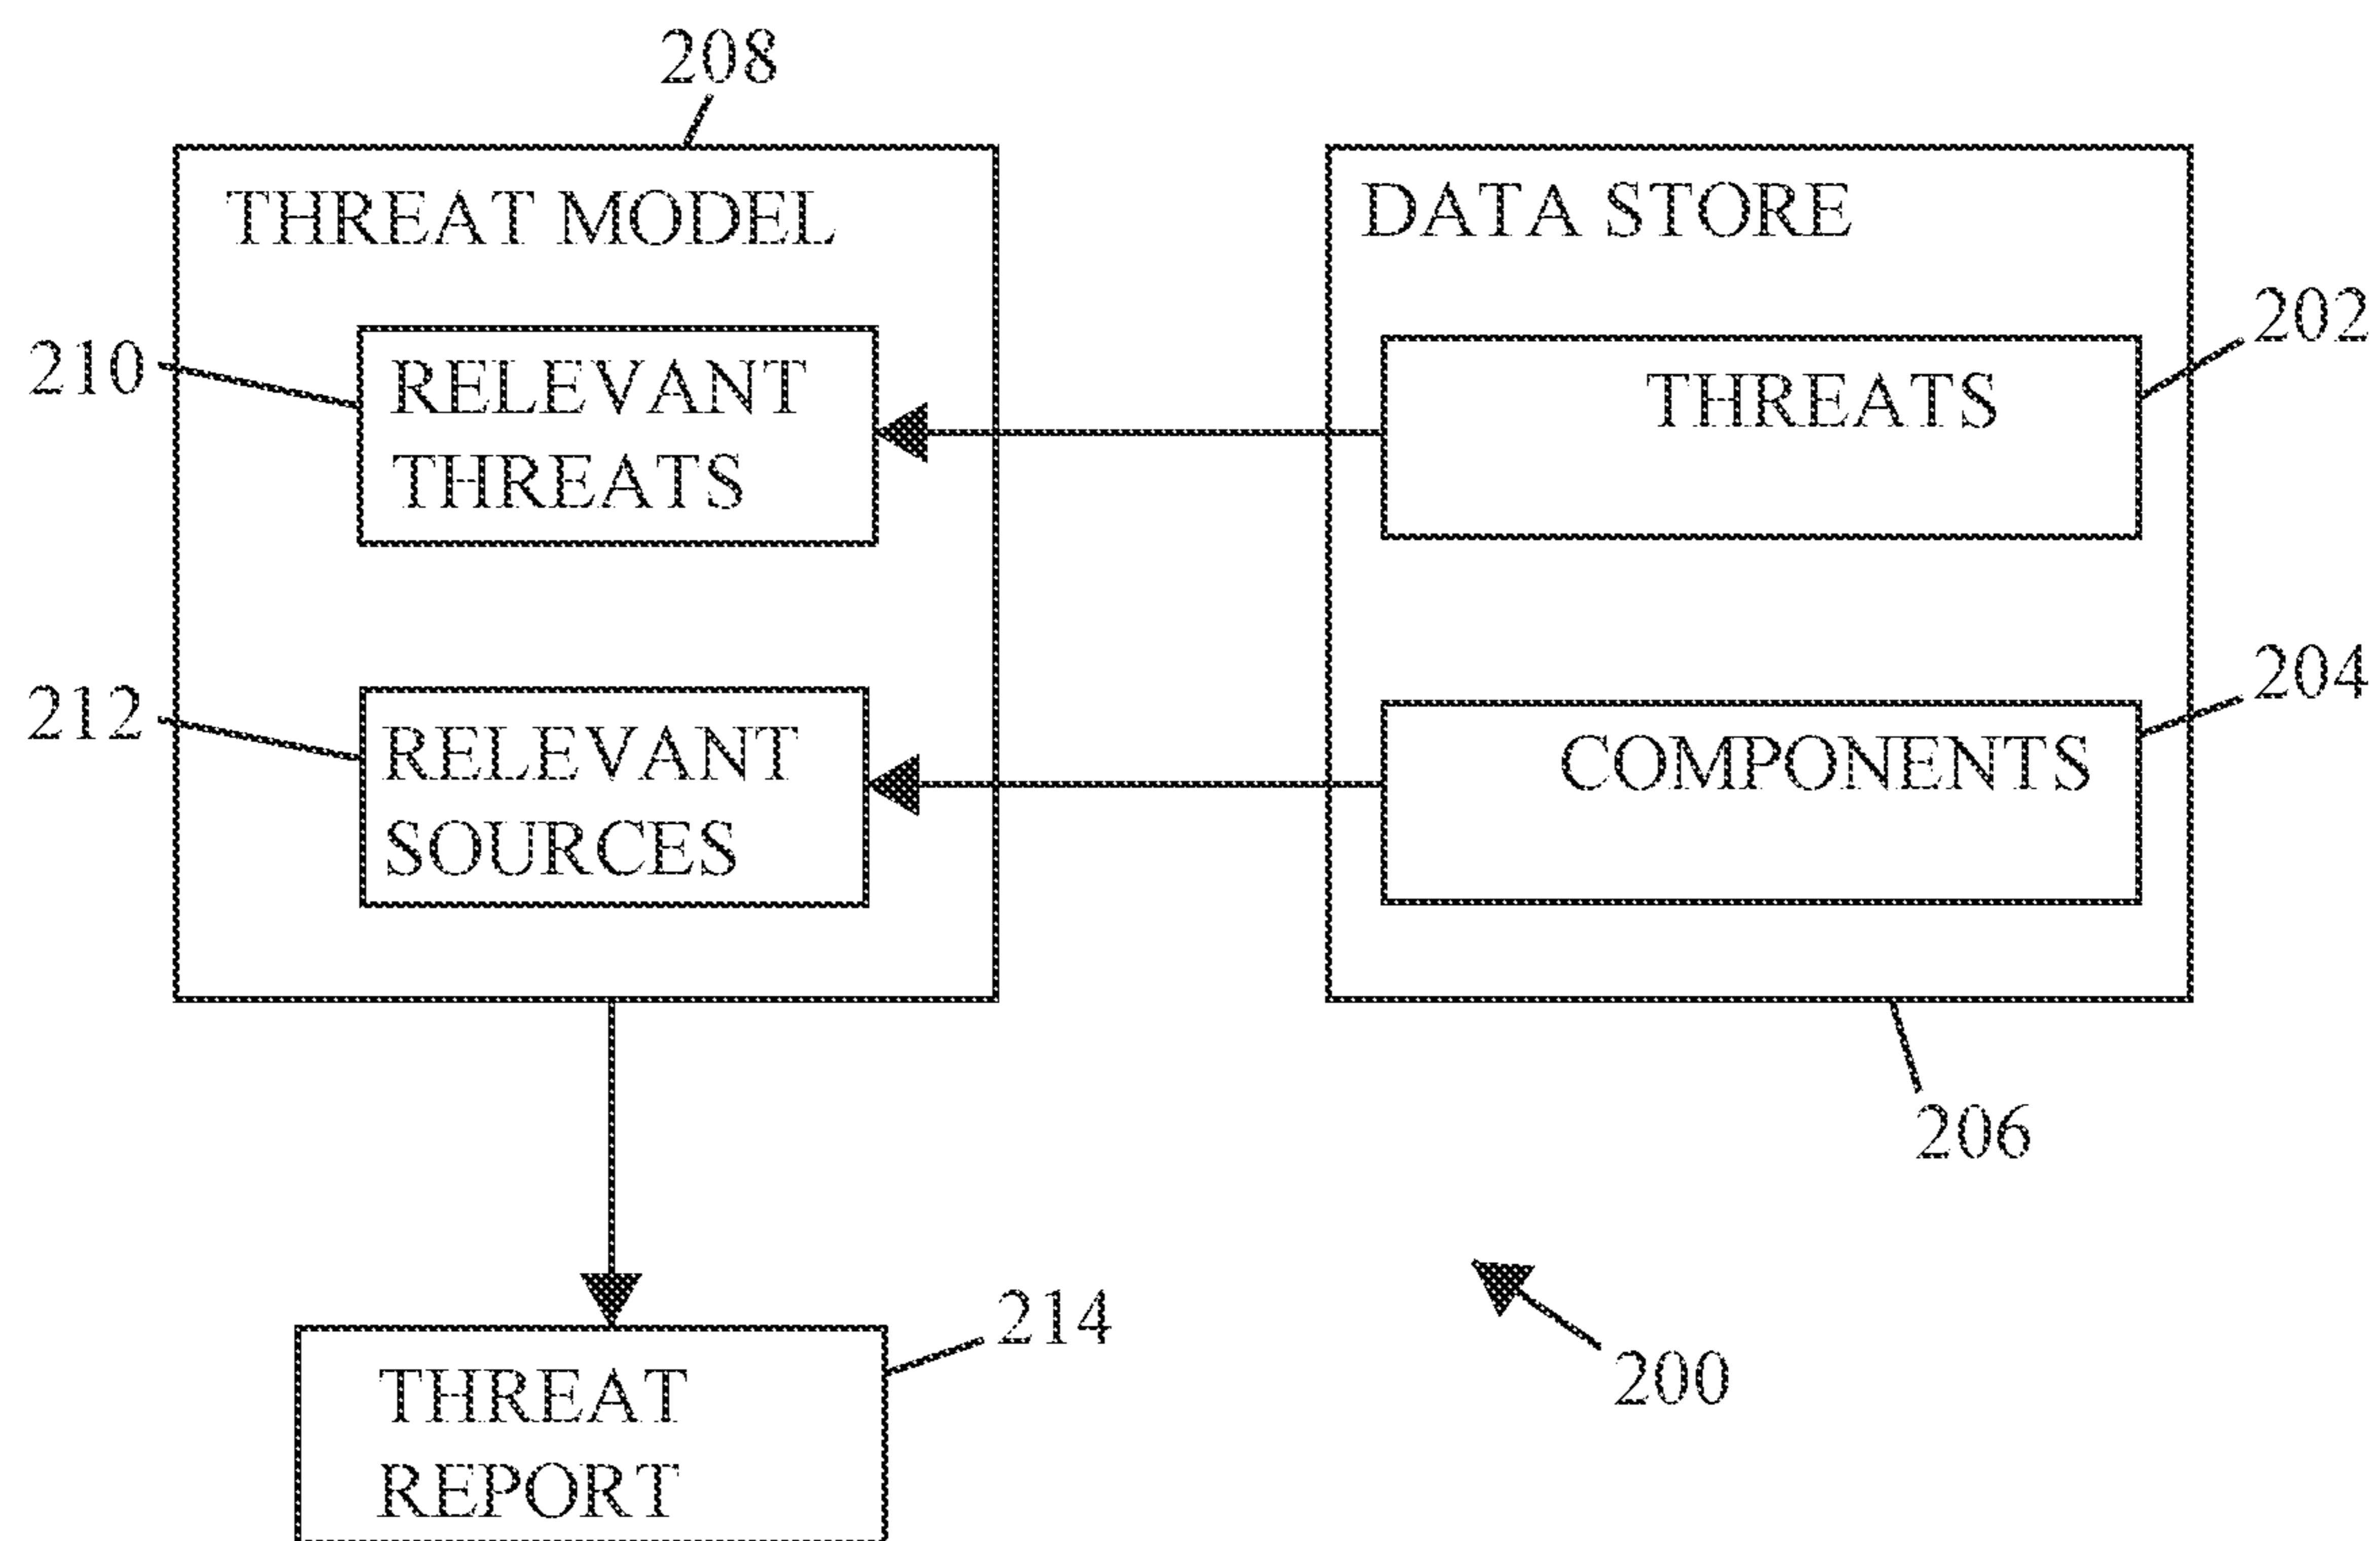 208
THREAT MODEL
DATA STORE
202
210
RELEVANT
THREATS
THREATS
204
212
RELEVANT
SOURCES
COMPONENTS
206
214
THREAT
REPORT
200